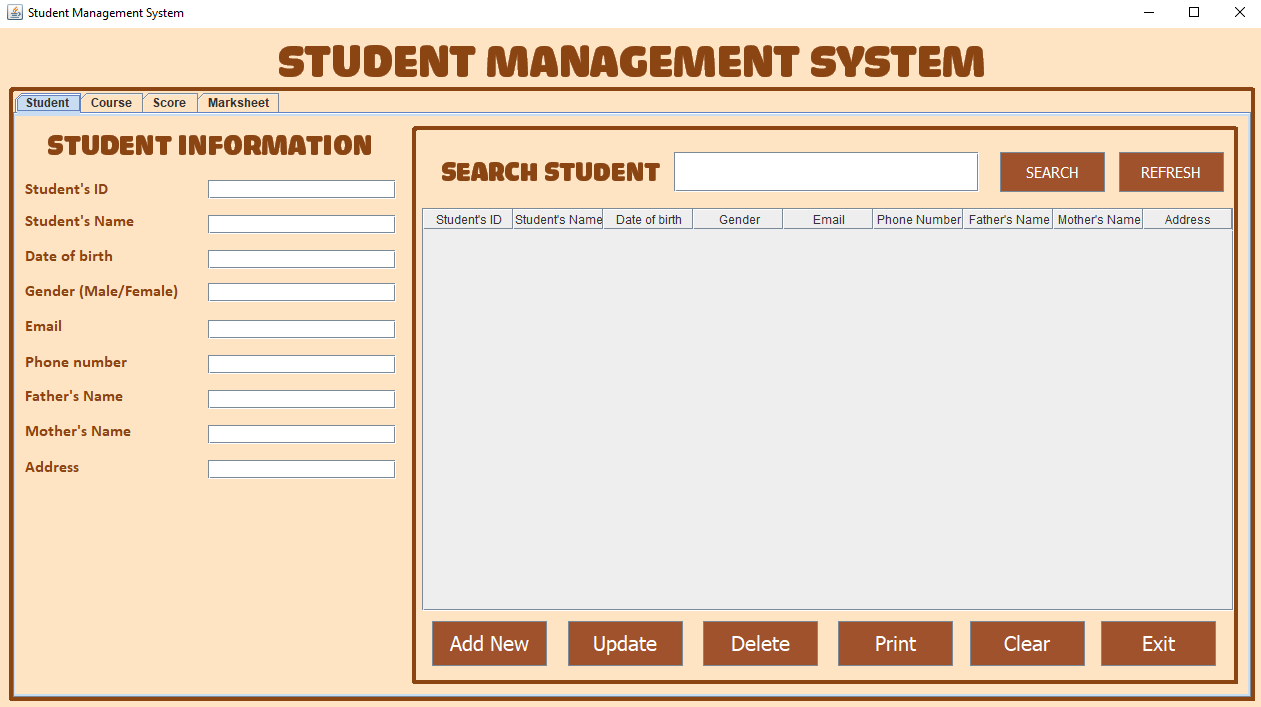 Student Management System
STUDENT MANAGEMENT SYSTEM
Student Course Score Marksheet
STUDENT INFORMATION
Student's ID
Student's Name
Date of birth
Gender (Male/Female)
Email
Phone number
Father's Name
Mother's Name
Address
SEARCH STUDENT SEARCH REFRESH
Student's ID Student's Name Date of birth Gender Email Phone Number Father's Name Mother's Name Address
Add New Update Delete Print Clear Exit